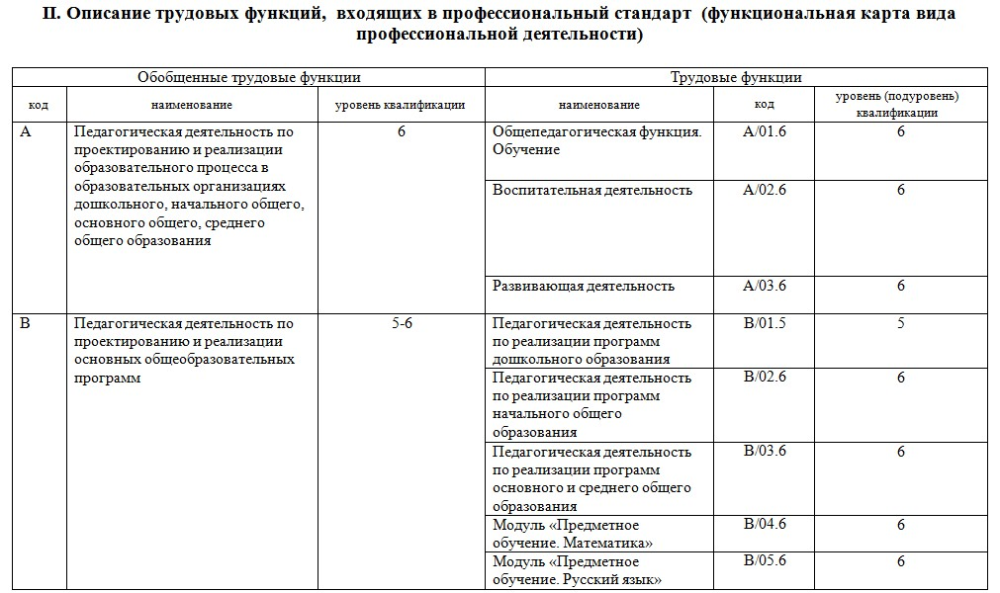 II. Описание трудовых функций, входящих в профессиональный стандарт (функциональная карта вида
профессиональной деятельности)
Обобщенные трудовые функции
Трудовые функции
код
наименование
уровень квалификации
наименование
код
уровень (подуровень)
квалификации
А
Педагогическая деятельность по
проектированию и реализации
образовательного процесса в
образовательных организациях
дошкольного, начального общего,
основного общего, среднего
общего образования
6
Общепедагогическая функция.
Обучение
А/01.6
6
Воспитательная деятельность
А/02.6
6
Развивающая деятельность
А/03.6
6
В
Педагогическая деятельность по
проектированию и реализации
основных общеобразовательных
программ
5-6
Педагогическая деятельность
по реализации программ
дошкольного образования
В/01.5
5
Педагогическая деятельность
по реализации программ
начального общего
образования
В/02.6
6
Педагогическая деятельность
по реализации программ
основного и среднего общего
образования
В/03.6
6
Модуль «Предметное
обучение. Математика»
В/04.6
6
Модуль «Предметное
обучение. Русский язык»
В/05.6
6